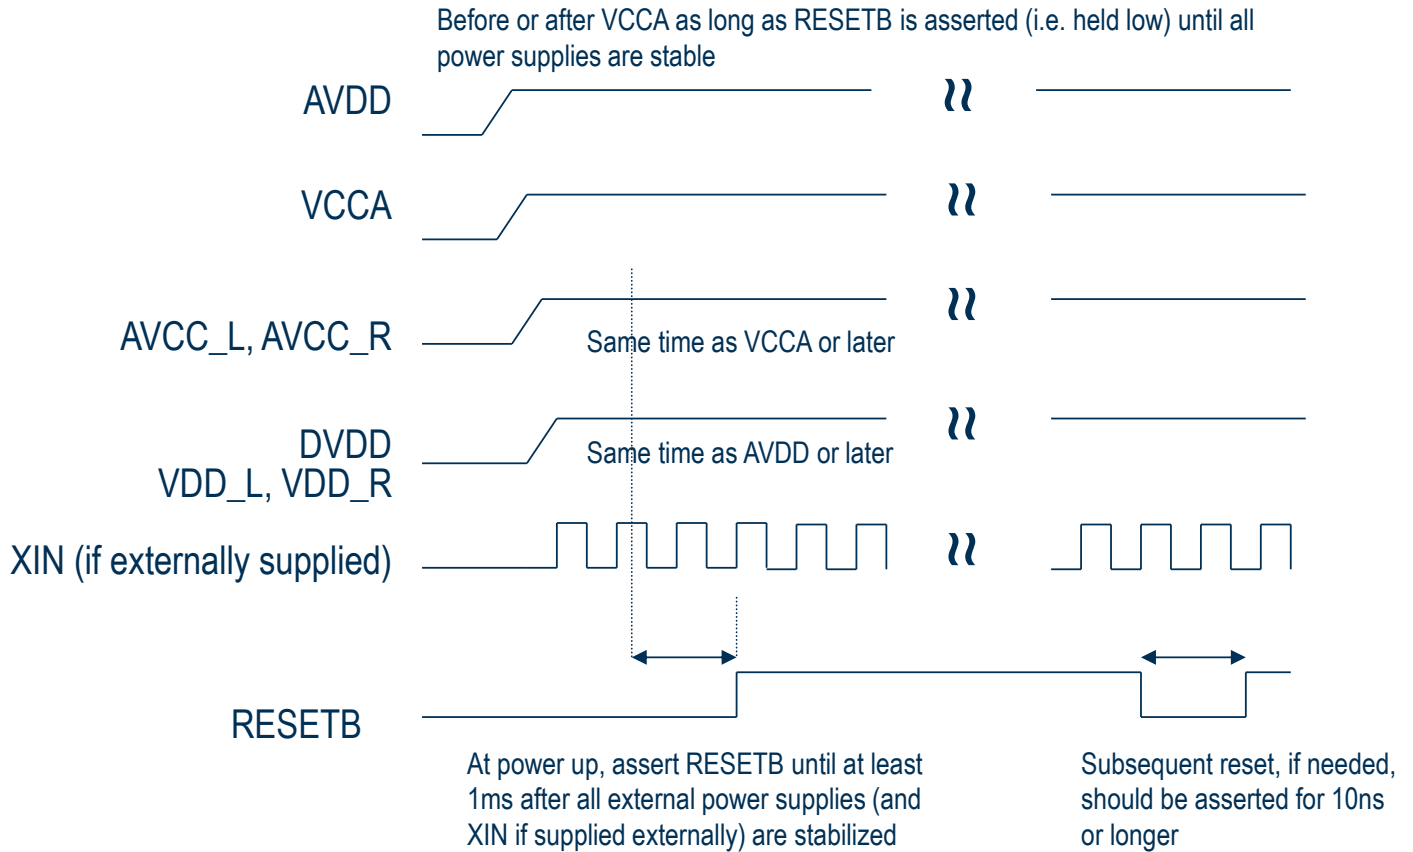 Before or after VCCA as long as RESETB is asserted (i.e. held low) until all
power supplies are stable
AVDD
VCCA
AVCC_L, AVCC_R
Same time as VCCA or later
DVDD
VDD_L, VDD_R
Same time as AVDD or later
XIN (if externally supplied)
RESETB
At power up, assert RESETB until at least
1ms after all external power supplies (and
XIN if supplied externally) are stabilized
Subsequent reset, if needed,
should be asserted for 10ns
or longer